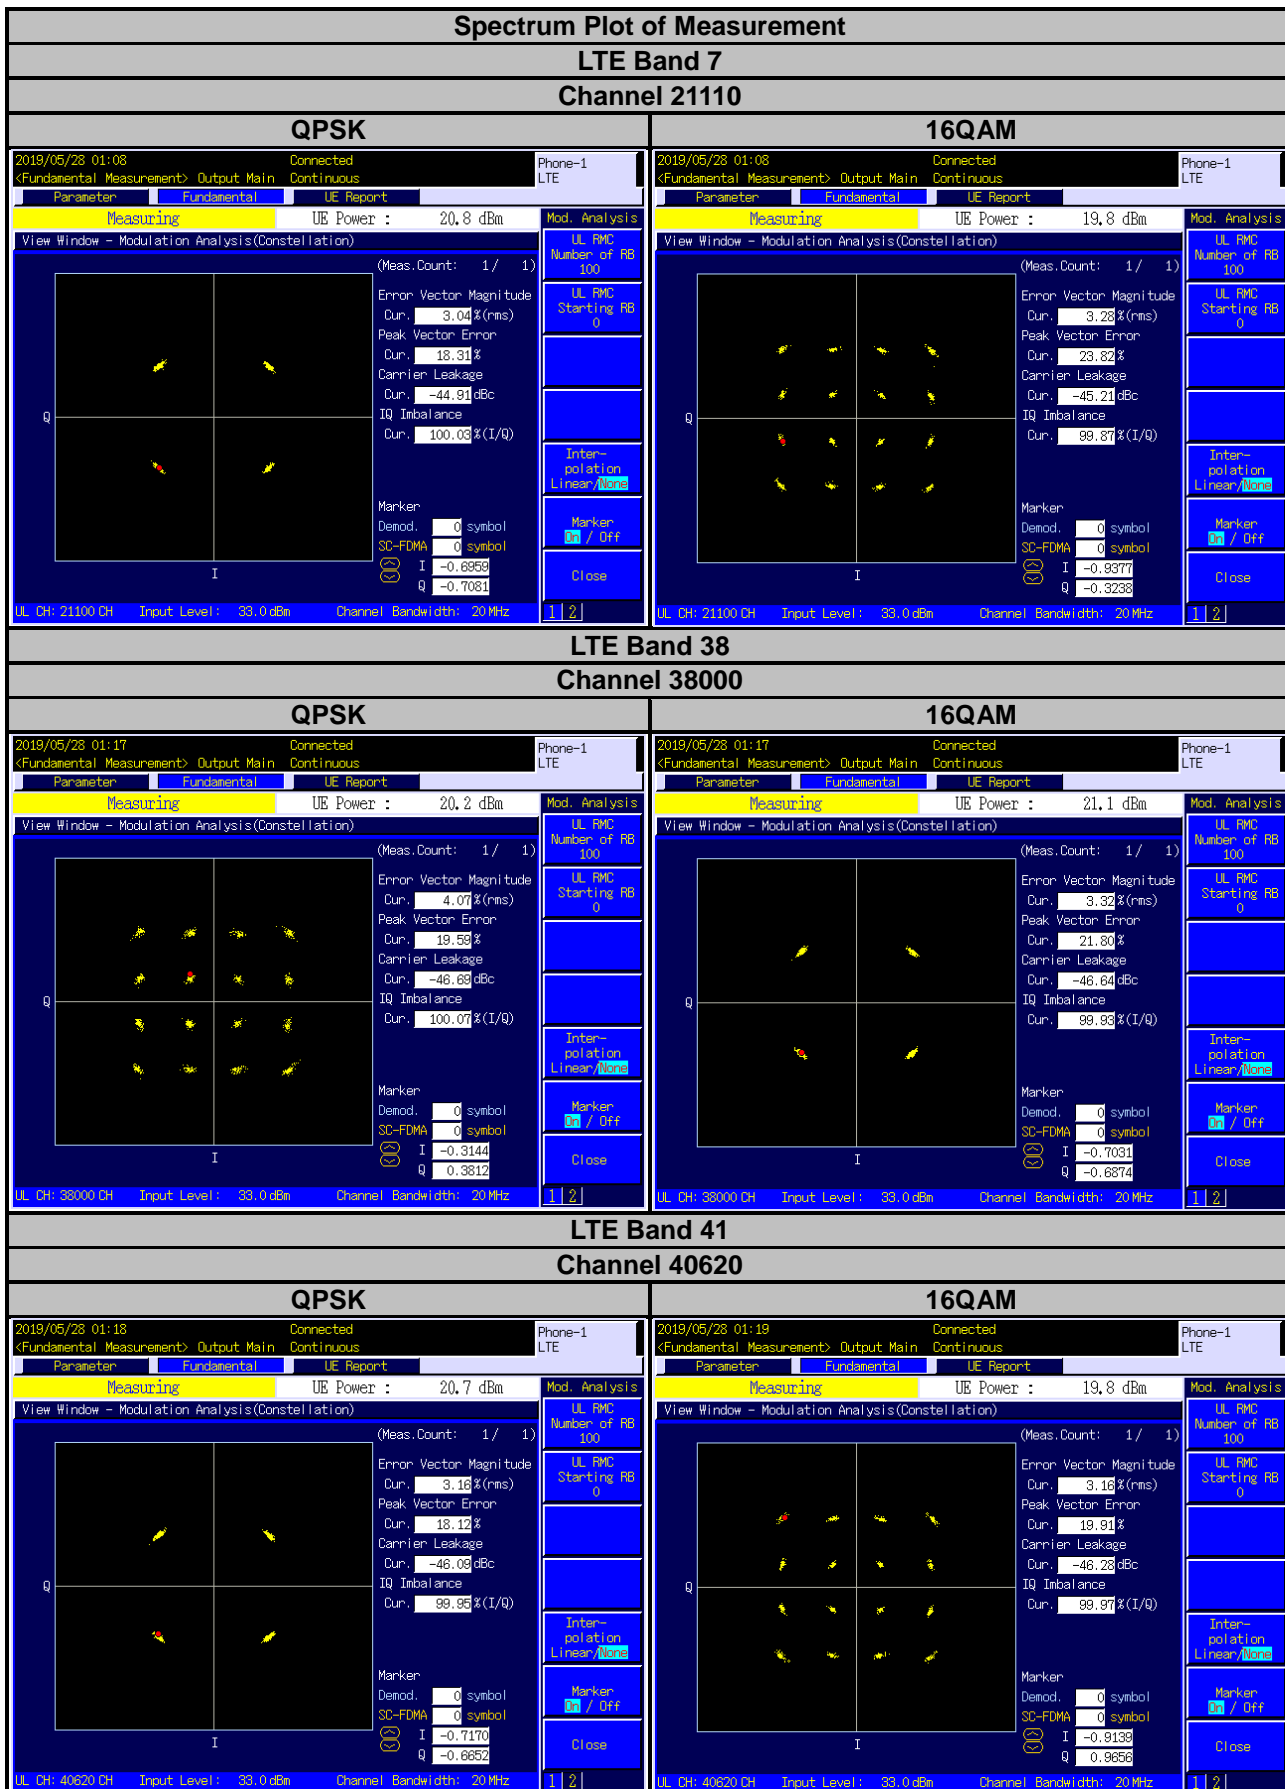 Spectrum Plot of Measurement
LTE Band 7
Channel 21110
QPSK
16QAM
2019/05/28 01:08 Connected Phone-1
<Fundamental Measurement> Output Main Continuous LTE
Parameter Fundamental UE Report
Measuring UE Power : 20.8 dBm Mod. Analysis
View Window - Modulation Analysis(Constellation)
UL RMC
Number of RB
100
(Meas.Count: 1/ 1)
Error Vector Magnitude
Cur. 3.04 %(rms)
Peak Vector Error
Cur. 18.31 %
Carrier Leakage
Cur. -44.91 dBc
IQ Imbalance
Cur. 100.03 %(I/Q)
UL RMC
Starting RB
0
Q
I
Inter-
polation
Linear/None
Marker
Demod. 0 symbol
SC-FDMA 0 symbol
I -0.6959
Q -0.7081
Marker
On / Off
Close
UL CH: 21100 CH Input Level: 33.0 dBm Channel Bandwidth: 20 MHz 1 2
2019/05/28 01:08 Connected Phone-1
<Fundamental Measurement> Output Main Continuous LTE
Parameter Fundamental UE Report
Measuring UE Power : 19.8 dBm Mod. Analysis
View Window - Modulation Analysis(Constellation)
UL RMC
Number of RB
100
(Meas.Count: 1/ 1)
Error Vector Magnitude
Cur. 3.28 %(rms)
Peak Vector Error
Cur. 23.82 %
Carrier Leakage
Cur. -45.21 dBc
IQ Imbalance
Cur. 99.87 %(I/Q)
UL RMC
Starting RB
0
Q
I
Inter-
polation
Linear/None
Marker
Demod. 0 symbol
SC-FDMA 0 symbol
I -0.9377
Q -0.3238
Marker
On / Off
Close
UL CH: 21100 CH Input Level: 33.0 dBm Channel Bandwidth: 20 MHz 1 2
LTE Band 38
Channel 38000
QPSK
16QAM
2019/05/28 01:17 Connected Phone-1
<Fundamental Measurement> Output Main Continuous LTE
Parameter Fundamental UE Report
Measuring UE Power : 20.2 dBm Mod. Analysis
View Window - Modulation Analysis(Constellation)
UL RMC
Number of RB
100
(Meas.Count: 1/ 1)
Error Vector Magnitude
Cur. 4.07 %(rms)
Peak Vector Error
Cur. 19.59 %
Carrier Leakage
Cur. -46.69 dBc
IQ Imbalance
Cur. 100.07 %(I/Q)
UL RMC
Starting RB
0
Q
I
Inter-
polation
Linear/None
Marker
Demod. 0 symbol
SC-FDMA 0 symbol
I -0.3144
Q 0.3812
Marker
On / Off
Close
UL CH: 38000 CH Input Level: 33.0 dBm Channel Bandwidth: 20 MHz 1 2
2019/05/28 01:17 Connected Phone-1
<Fundamental Measurement> Output Main Continuous LTE
Parameter Fundamental UE Report
Measuring UE Power : 21.1 dBm Mod. Analysis
View Window - Modulation Analysis(Constellation)
UL RMC
Number of RB
100
(Meas.Count: 1/ 1)
Error Vector Magnitude
Cur. 3.32 %(rms)
Peak Vector Error
Cur. 21.80 %
Carrier Leakage
Cur. -46.64 dBc
IQ Imbalance
Cur. 99.93 %(I/Q)
UL RMC
Starting RB
0
Q
I
Inter-
polation
Linear/None
Marker
Demod. 0 symbol
SC-FDMA 0 symbol
I -0.7031
Q -0.6874
Marker
On / Off
Close
UL CH: 38000 CH Input Level: 33.0 dBm Channel Bandwidth: 20 MHz 1 2
LTE Band 41
Channel 40620
QPSK
16QAM
2019/05/28 01:18 Connected Phone-1
<Fundamental Measurement> Output Main Continuous LTE
Parameter Fundamental UE Report
Measuring UE Power : 20.7 dBm Mod. Analysis
View Window - Modulation Analysis(Constellation)
UL RMC
Number of RB
100
(Meas.Count: 1/ 1)
Error Vector Magnitude
Cur. 3.16 %(rms)
Peak Vector Error
Cur. 18.12 %
Carrier Leakage
Cur. -46.09 dBc
IQ Imbalance
Cur. 99.95 %(I/Q)
UL RMC
Starting RB
0
Q
I
Inter-
polation
Linear/None
Marker
Demod. 0 symbol
SC-FDMA 0 symbol
I -0.7170
Q -0.6652
Marker
On / Off
Close
UL CH: 40620 CH Input Level: 33.0 dBm Channel Bandwidth: 20 MHz 1 2
2019/05/28 01:19 Connected Phone-1
<Fundamental Measurement> Output Main Continuous LTE
Parameter Fundamental UE Report
Measuring UE Power : 19.8 dBm Mod. Analysis
View Window - Modulation Analysis(Constellation)
UL RMC
Number of RB
100
(Meas.Count: 1/ 1)
Error Vector Magnitude
Cur. 3.16 %(rms)
Peak Vector Error
Cur. 19.91 %
Carrier Leakage
Cur. -46.28 dBc
IQ Imbalance
Cur. 99.97 %(I/Q)
UL RMC
Starting RB
0
Q
I
Inter-
polation
Linear/None
Marker
Demod. 0 symbol
SC-FDMA 0 symbol
I -0.9139
Q 0.9656
Marker
On / Off
Close
UL CH: 40620 CH Input Level: 33.0 dBm Channel Bandwidth: 20 MHz 1 2